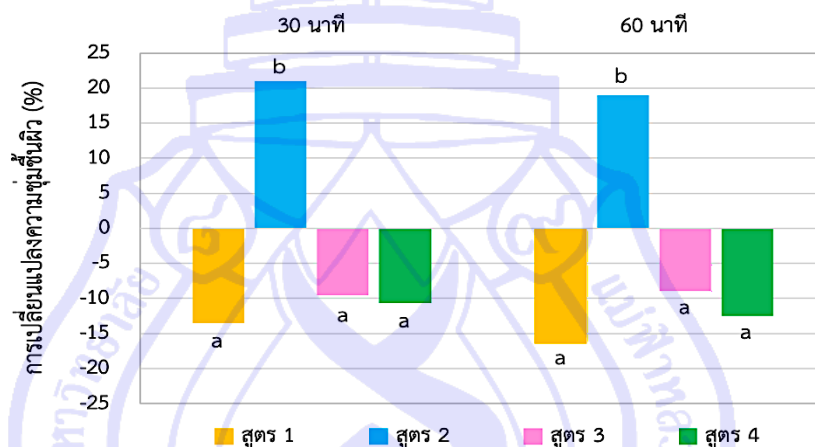 30 นาที
60 นาที
การเปลี่ยนแปลงความชุ่มชื้นผิว (%)
25
20
15
10
5
0
-5
-10
-15
-20
-25
b
b
a
a
a
a
a
a
สูตร 1
สูตร 2
สูตร 3
สูตร 4